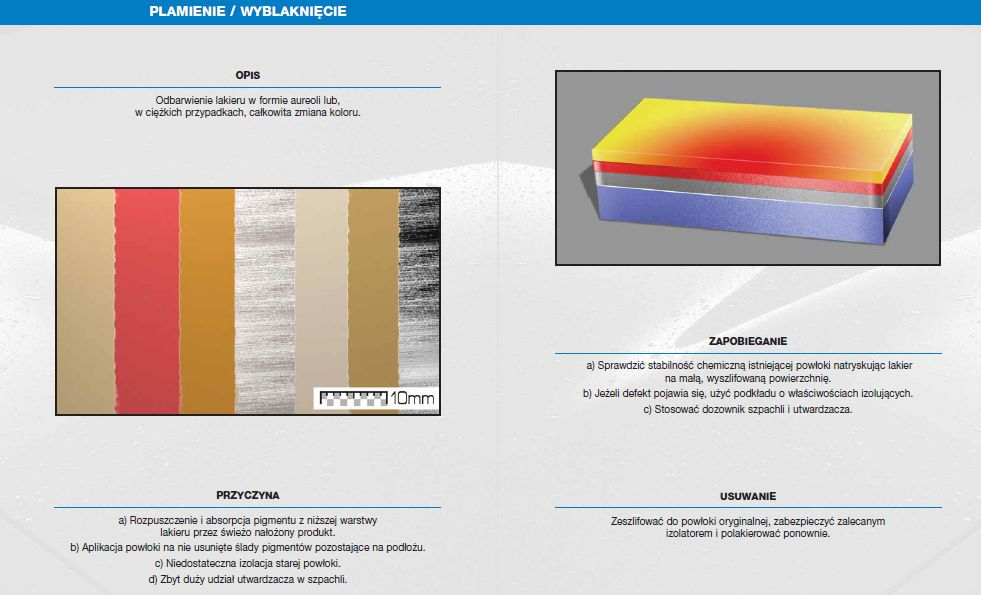 PLAMIENIE / WYBLAKNIĘCIE
OPIS
Odbarwienie lakieru w formie aureoli lub,
w ciężkich przypadkach, całkowita zmiana koloru.
10mm
PRZYCZYNA
a) Rozpuszczenie i absorpcja pigmentu z niższej warstwy
lakieru przez świeżo nałożony produkt.
b) Aplikacja powłoki na nie usunięte ślady pigmentów pozostające na podłożu.
c) Niedostateczna izolacja starej powłoki.
d) Zbyt duży udział utwardzacza w szpachli.
ZAPOBIEGANIE
a) Sprawdzić stabilność chemiczną istniejącej powłoki natryskując lakier
na małą, wyszlifowaną powierzchnię.
b) Jeżeli defekt pojawia się, użyć podkładu o właściwościach izolujących.
c) Stosować dozownik szpachli i utwardzacza.
USUWANIE
Zeszlifować do powłoki oryginalnej, zabezpieczyć zalecanym
izolatorem i polakierować ponownie.